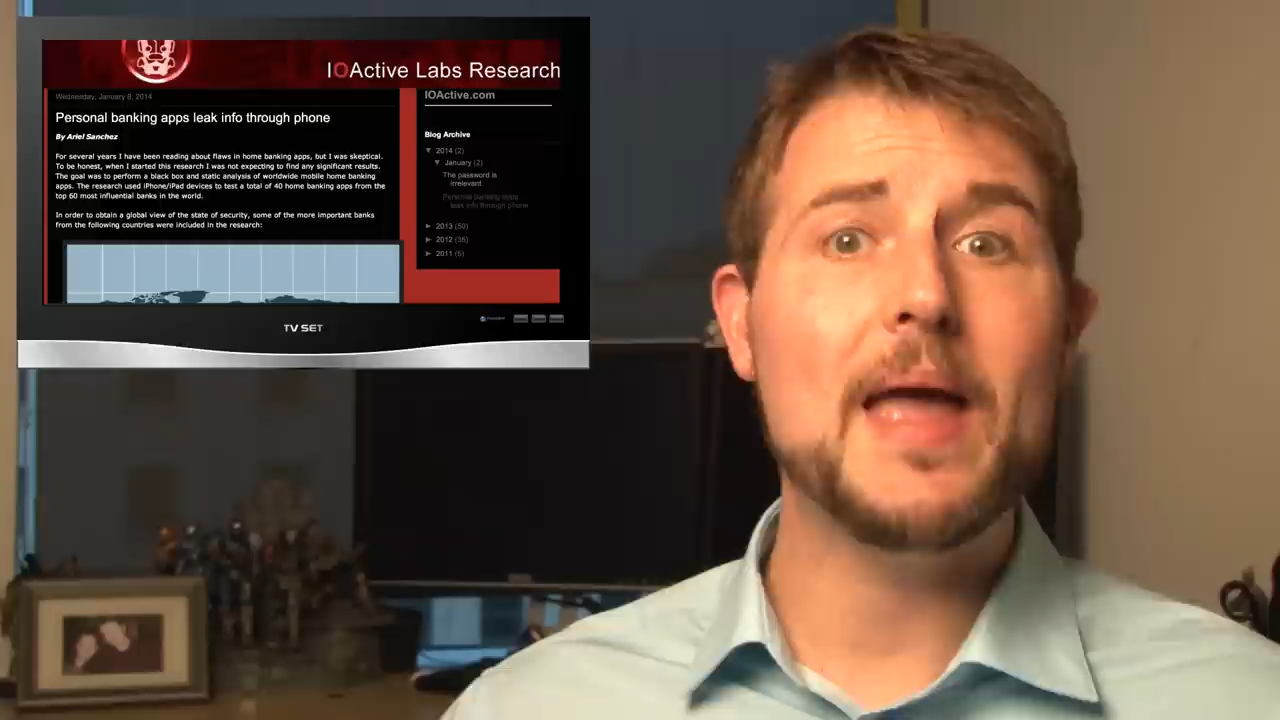 IOActive Labs Research
Wednesday, January 8, 2014
Personal banking apps leak info through phone
By Ariel Sanchez
For several years I have been reading about flaws in home banking apps, but I was skeptical.
To be honest, when I started this research I was not expecting to find any significant results.
The goal was to perform a black box and static analysis of worldwide mobile home banking
apps. The research used iPhone/iPad devices to test a total of 40 home banking apps from the
top 60 most influential banks in the world.
In order to obtain a global view of the state of security, some of the more important banks
from the following countries were included in the research:
IOActive.com
Blog Archive
▼ 2014 (2)
▼ January (2)
The password is
irrelevant
Personal banking apps
leak info through phone
► 2013 (50)
► 2012 (35)
► 2011 (5)
TV SET